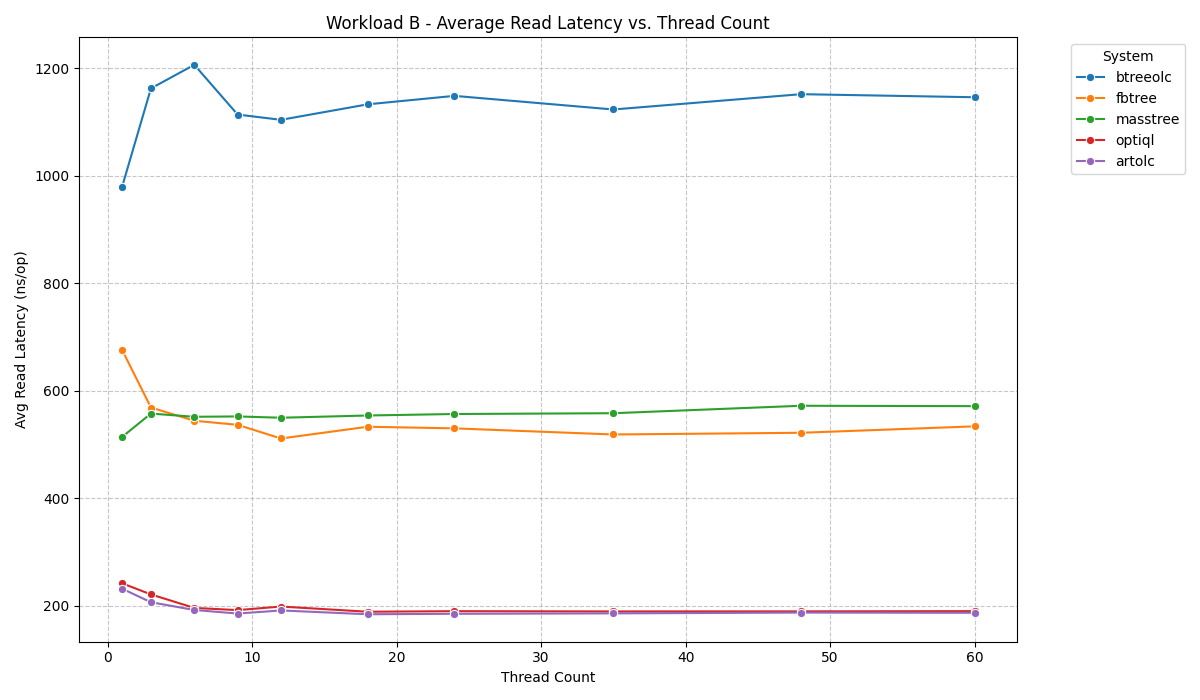 Workload B - Average Read Latency vs. Thread Count
System
btreeolc
fbtree
masstree
optiql
artolc
Avg Read Latency (ns/op)
1200
1000
800
600
400
200
0 10 20 30 40 50 60
Thread Count